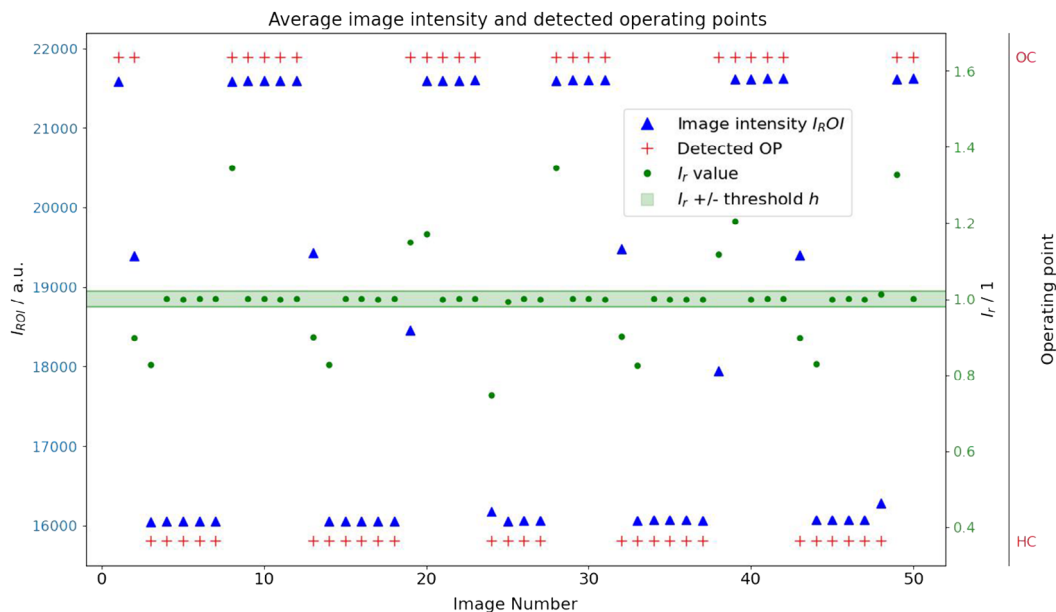 Average image intensity and detected operating points
22000
21000
20000
19000
18000
17000
16000
I_ROI / a.u.
0
10
20
30
40
50
Image Number
Image intensity I_ROI
Detected OP
I_r value
I_r +/- threshold h
1.6
1.4
1.2
1.0
0.8
0.6
0.4
I_r / 1
OC
HC
Operating point